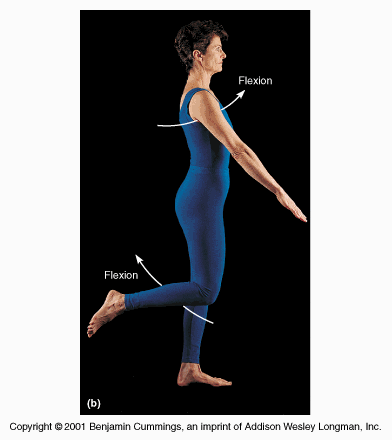 Flexion
Flexion
(b)
Copyright © 2001 Benjamin Cummings, an imprint of Addison Wesley Longman, Inc.